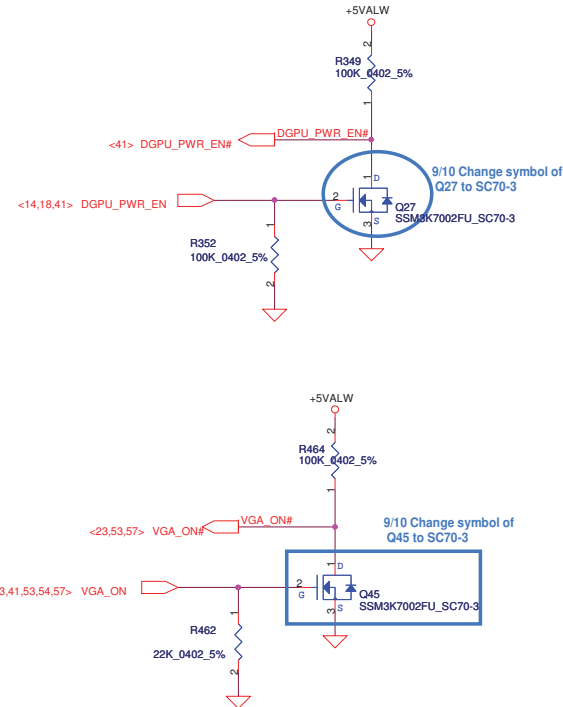 +5VALW
2
R349
100K_0402_5%
1
DGPU_PWR_EN#
<41> DGPU_PWR_EN#
9/10 Change symbol of
Q27 to SC70-3
1 D
2
G
Q27
SSM3K7002FU_SC70-3
3 S
<14,18,41> DGPU_PWR_EN
1
R352
100K_0402_5%
2
+5VALW
2
R464
100K_0402_5%
1
VGA_ON#
<23,53,57> VGA_ON#
9/10 Change symbol of
Q45 to SC70-3
1 D
2
G
Q45
SSM3K7002FU_SC70-3
3 S
3,41,53,54,57> VGA_ON
1
R462
22K_0402_5%
2